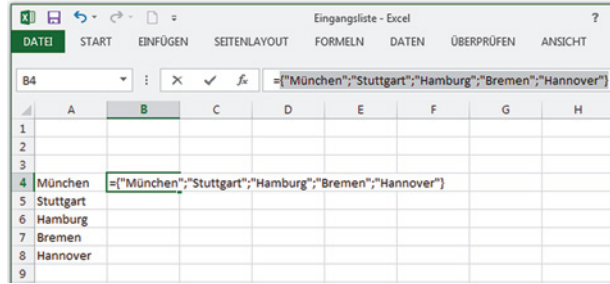 Eingangsliste - Excel ?
DATEI START EINFÜGEN SEITENLAYOUT FORMELN DATEN ÜBERPRÜFEN ANSICHT
B4 fx ={"München";"Stuttgart";"Hamburg";"Bremen";"Hannover"}
A B C D E F G H
1
2
3
4 München ={"München";"Stuttgart";"Hamburg";"Bremen";"Hannover"}
5 Stuttgart
6 Hamburg
7 Bremen
8 Hannover
9